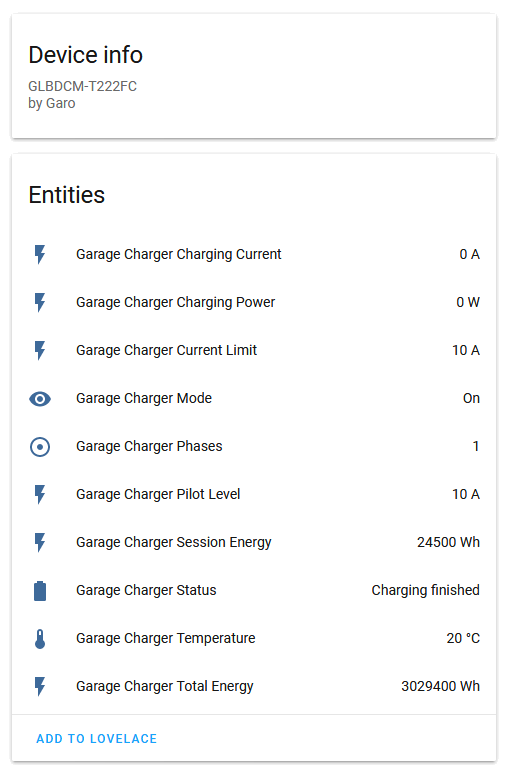 Device info
GLBDCM-T222FC
by Garo
Entities
Garage Charger Charging Current 0 A
Garage Charger Charging Power 0 W
Garage Charger Current Limit 10 A
Garage Charger Mode On
Garage Charger Phases 1
Garage Charger Pilot Level 10 A
Garage Charger Session Energy 24500 Wh
Garage Charger Status Charging finished
Garage Charger Temperature 20 °C
Garage Charger Total Energy 3029400 Wh
ADD TO LOVELACE